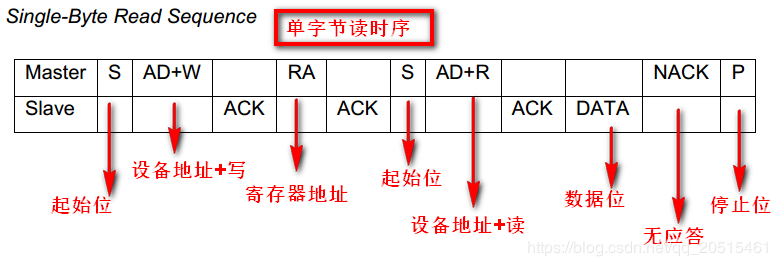 Single-Byte Read Sequence
单字节读时序
Master S AD+W RA S AD+R NACK P
Slave ACK ACK ACK DATA
起始位 设备地址+写 寄存器地址 起始位 设备地址+读 数据位 无应答 停止位
https://blog.csdn.net/qq_20515461